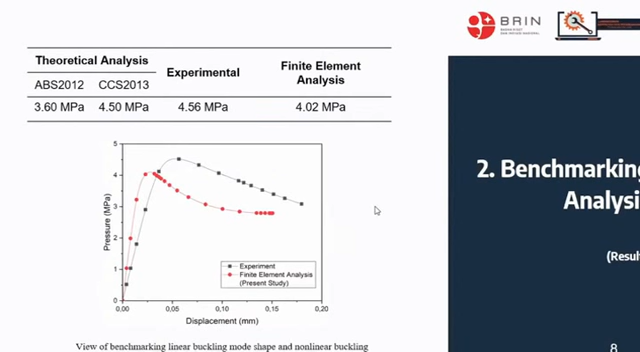 BRIN
Theoretical Analysis
Experimental
Finite Element
Analysis
ABS2012 CCS2013
3.60 MPa 4.50 MPa 4.56 MPa 4.02 MPa
5
4
3
2
1
0
Pressure (MPa)
Experiment
Finite Element Analysis
(Present Study)
0,00 0,05 0,10 0,15 0,20
Displacement (mm)
View of benchmarking linear buckling mode shape and nonlinear buckling
2. Benchmarking
Analysi
(Resul
8